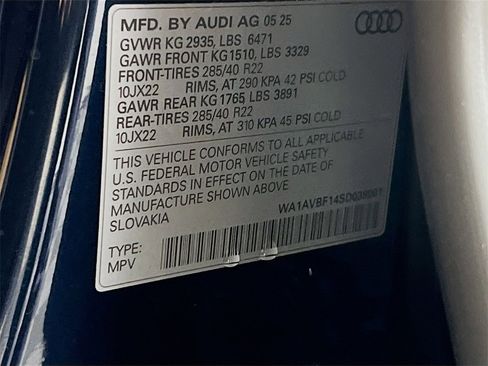 MFD. BY AUDI AG 05 25
GVWR KG 2935, LBS 6471
GAWR FRONT KG1510, LBS 3329
FRONT-TIRES 285/40 R22
10JX22 RIMS, AT 290 KPA 42 PSI COLD
GAWR REAR KG1765 LBS 3891
REAR-TIRES 285/40 R22
10JX22 RIMS, AT 310 KPA 45 PSI COLD
THIS VEHICLE CONFORMS TO ALL APPLICABLE
U.S. FEDERAL MOTOR VEHICLE SAFETY
STANDARDS IN EFFECT ON THE DATE OF
MANUFACTURE SHOWN ABOVE
SLOVAKIA
TYPE:
MPV